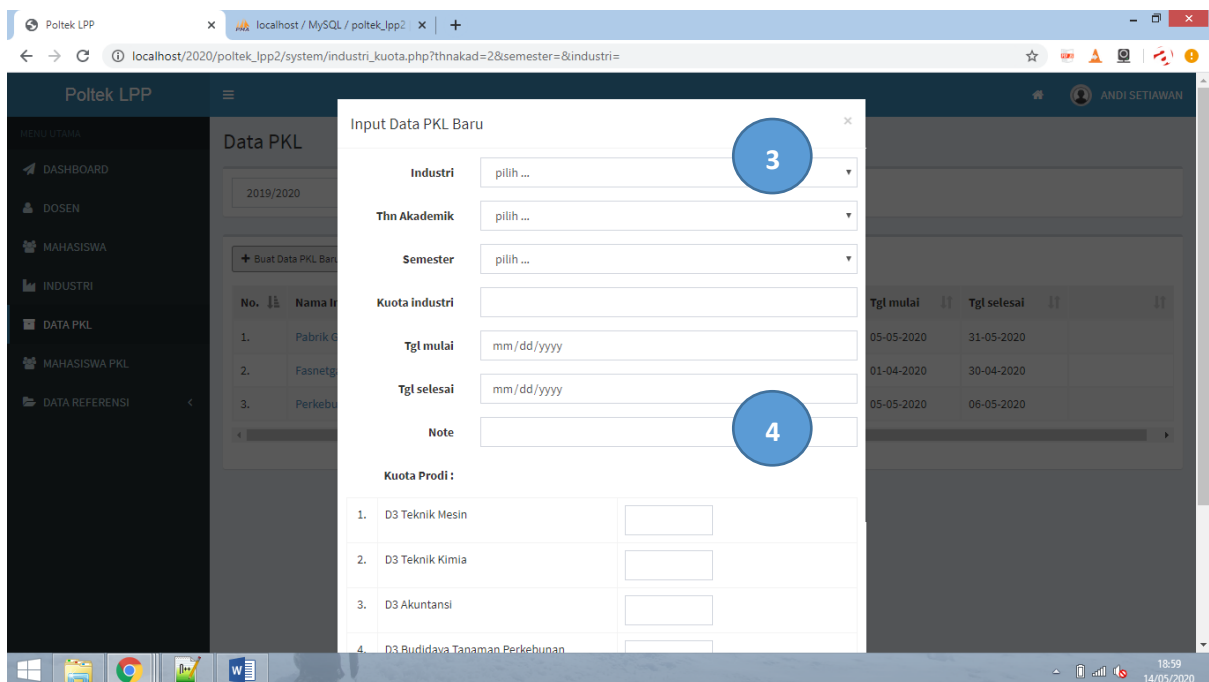 Poltek LPP
localhost / MySQL / poltek_lpp2
localhost/2020/poltek_lpp2/system/industri_kuota.php?thnakad=2&semester=&industri=
Poltek LPP
ANDI SETIAWAN
MENU UTAMA
DASHBOARD
DOSEN
MAHASISWA
INDUSTRI
DATA PKL
MAHASISWA PKL
DATA REFERENSI
Data PKL
2019/2020
+ Buat Data PKL Baru
No. Nama In Tgl mulai Tgl selesai
1. Pabrik G 05-05-2020 31-05-2020
2. Fasnetg 01-04-2020 30-04-2020
3. Perkebu 05-05-2020 06-05-2020
Input Data PKL Baru ×
3
Industri pilih ...
Thn Akademik pilih ...
Semester pilih ...
Kuota industri
Tgl mulai mm/dd/yyyy
Tgl selesai mm/dd/yyyy
Note
4
Kuota Prodi :
1. D3 Teknik Mesin
2. D3 Teknik Kimia
3. D3 Akuntansi
4. D3 Budidaya Tanaman Perkebunan
18:59
14/05/2020